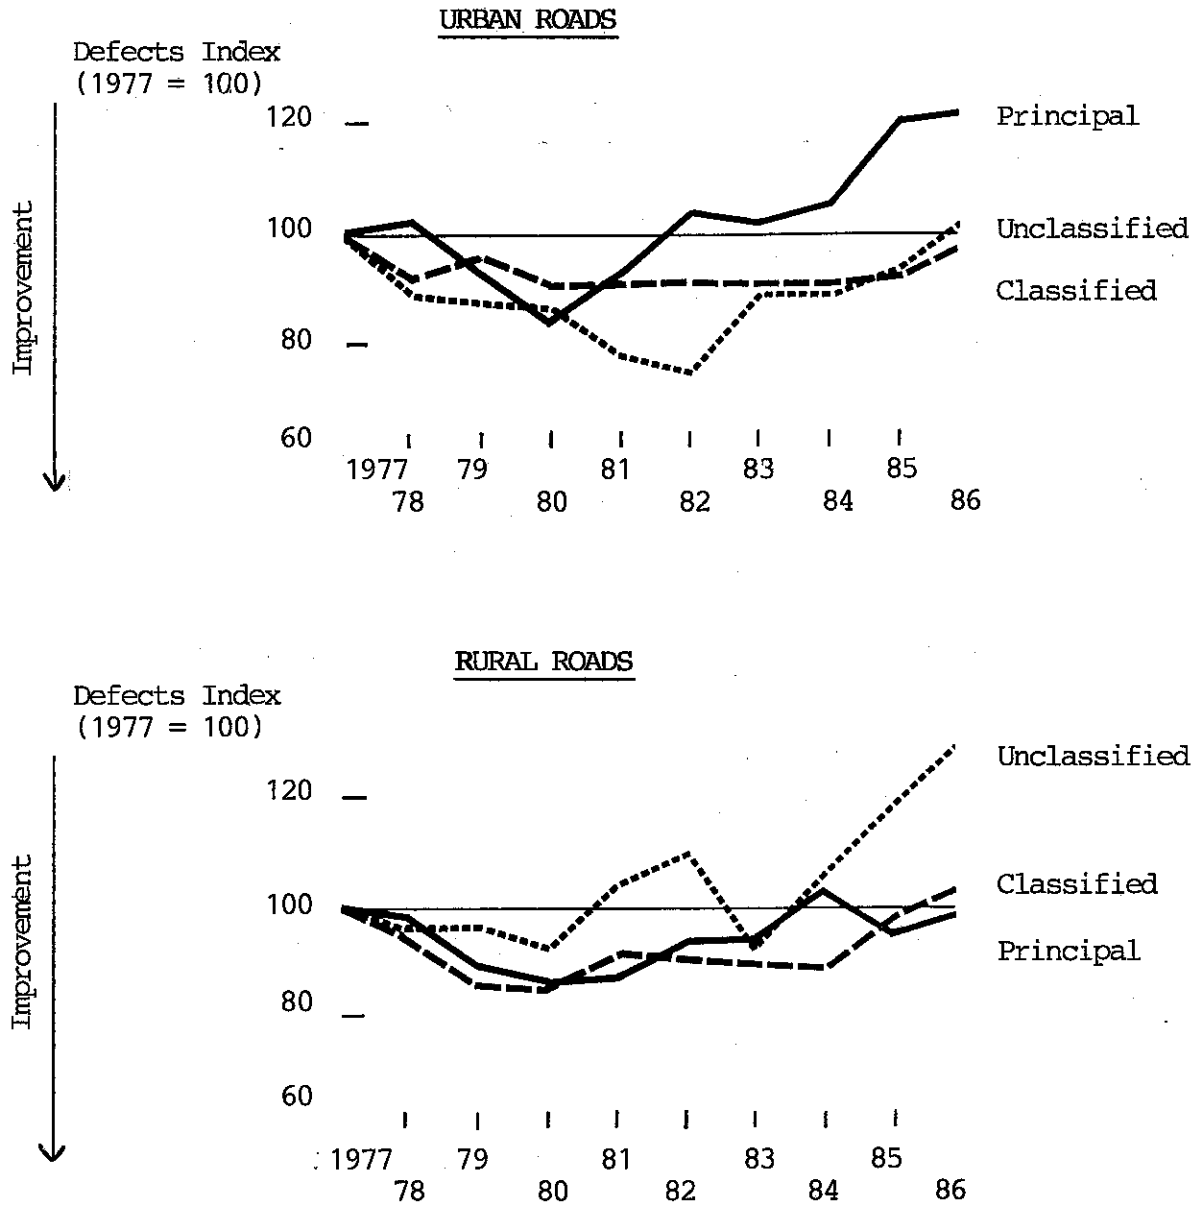 URBAN ROADS
Defects Index
(1977 = 100)
Improvement
120
100
80
60
Principal
Unclassified
Classified
1977 79 81 83 85
78 80 82 84 86
RURAL ROADS
Defects Index
(1977 = 100)
Improvement
120
100
80
60
Unclassified
Classified
Principal
1977 79 81 83 85
78 80 82 84 86